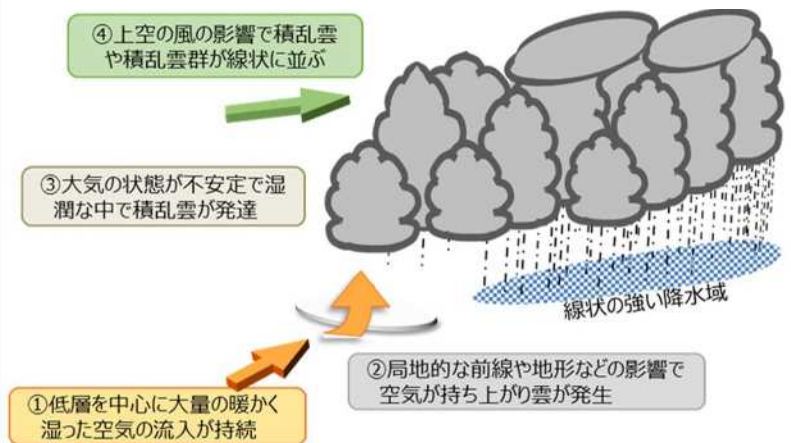 ④上空の風の影響で積乱雲
や積乱雲群が線状に並ぶ
③大気の状態が不安定で湿
潤な中で積乱雲が発達
線状の強い降水域
②局地的な前線や地形などの影響で
空気が持ち上がり雲が発生
①低層を中心に大量の暖かく
湿った空気の流入が持続